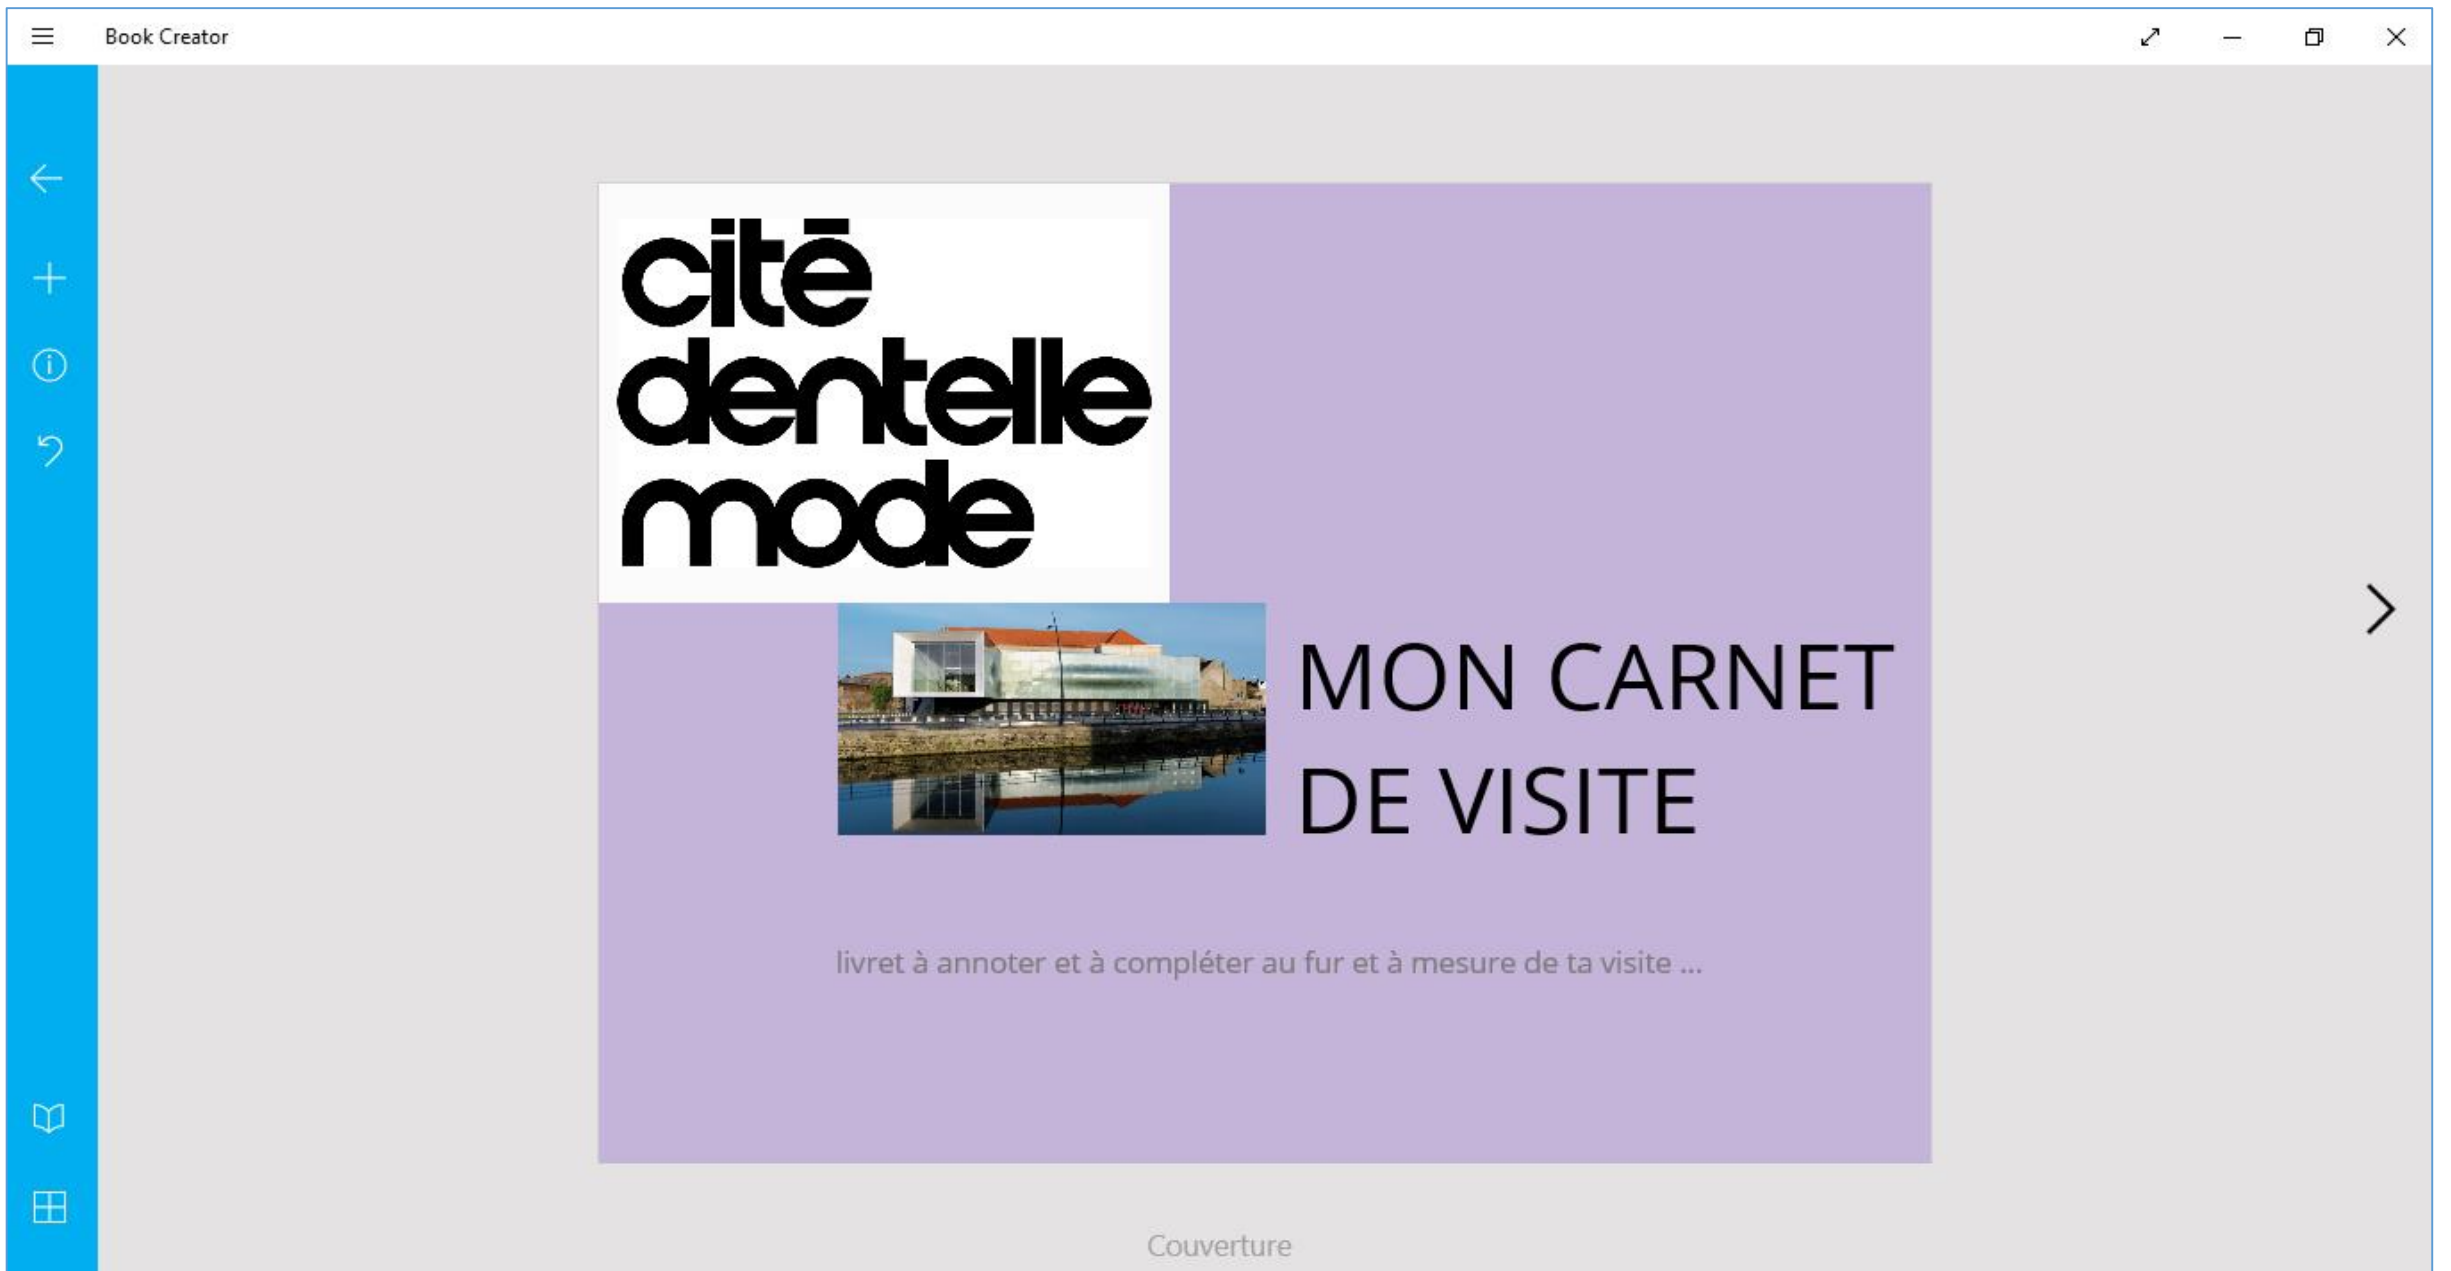 Book Creator
citē
dentelle
mode
MON CARNET
DE VISITE
livret à annoter et à compléter au fur et à mesure de ta visite ...
Couverture